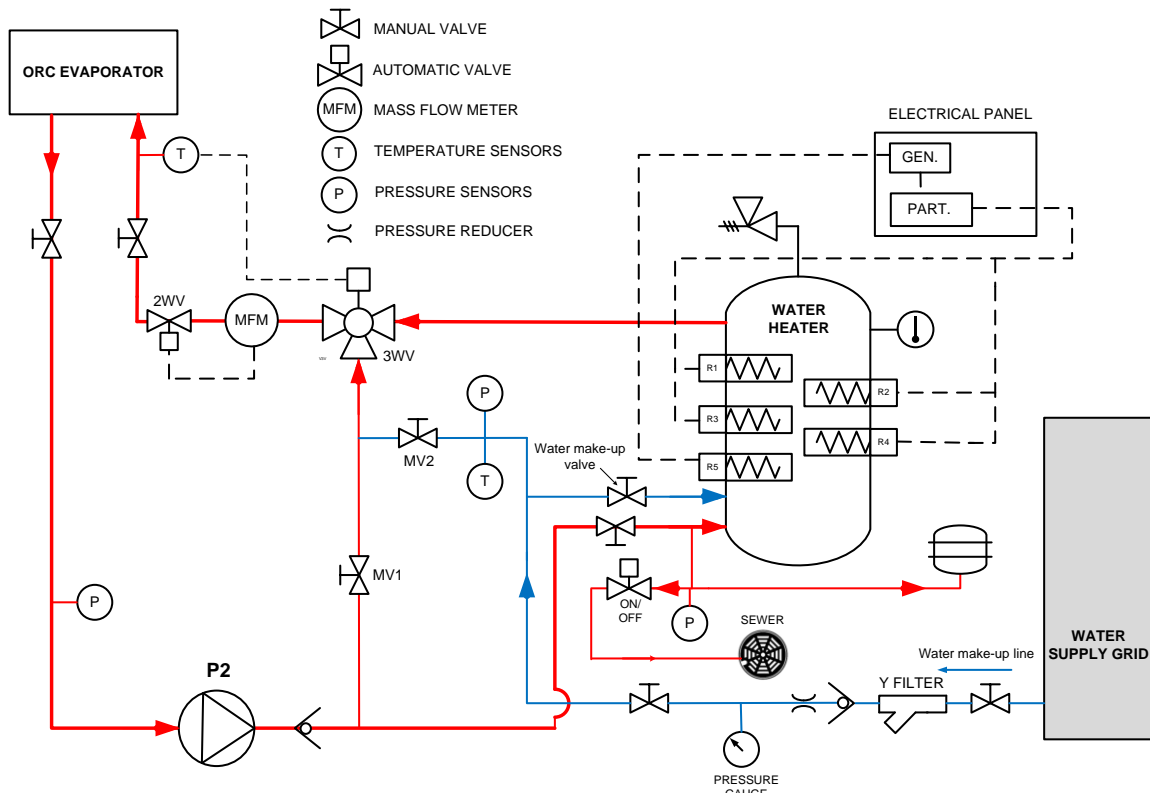 MANUAL VALVE
ORC EVAPORATOR
AUTOMATIC VALVE
MFM
MASS FLOW METER
ELECTRICAL PANEL
T
T
TEMPERATURE SENSORS
GEN.
P
PRESSURE SENSORS
PART.
PRESSURE REDUCER
2WV
WATER
HEATER
MFM
3WV
R1
R2
P
R3
R4
Water make-up
valve
MV2
R5
T
MV1
ON/
OFF
P
P
SEWER
WATER
SUPPLY GRID
Water make-up line
P2
Y FILTER
PRESSURE
GAUGE